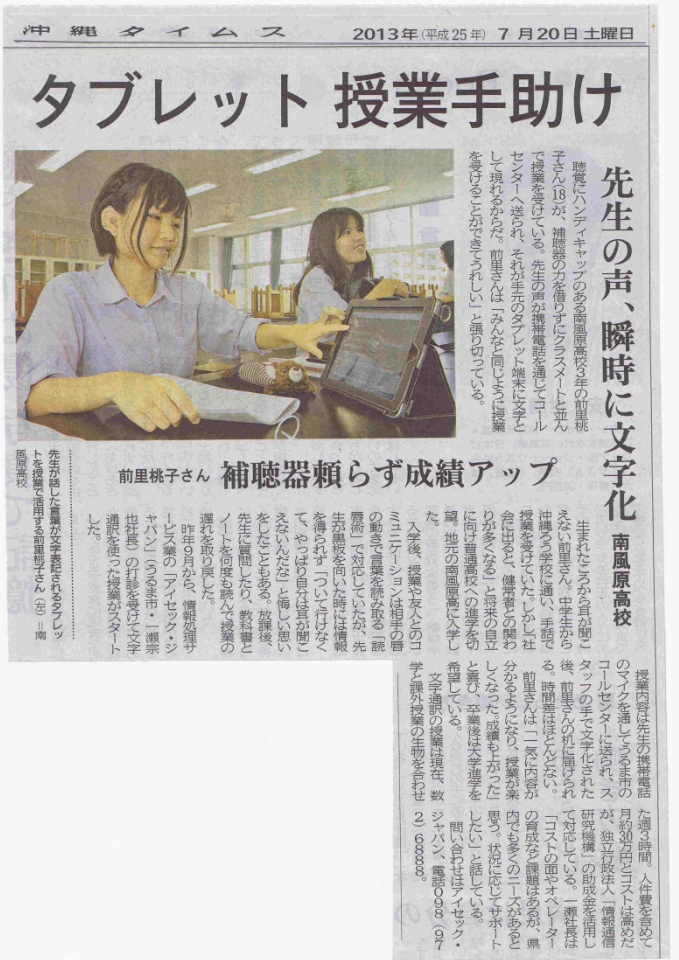 沖縄タイムス
2013年(平成25年)7月20日土曜日
タブレット 授業手助け
先生の声、瞬時に文字化
南風原高校
聴覚にハンディキャップのある南風原高校3年の前里桃
子さん(18)が、補聴器の力を借りずにクラスメートと並ん
で授業を受けている。先生の声が携帯電話を通じてコール
センターへ送られ、それが手元のタブレット端末に文字と
して現れるからだ。前里さんは「みんなと同じように授業
を受けることができてうれしい」と張り切っている。
前里桃子さん 補聴器頼らず成績アップ
先生が話した言葉が文字表記されるタブレッ
トを授業で活用する前里桃子さん(左)=南
風原高校
生まれたころから耳が聞こ
えない前里さん。中学生から
沖縄ろう学校に通い、手話で
授業を受けていた。しかし「社
会に出ると、健常者との関わ
りが多くなる」と将来の自立
に向け普通高校への進学を切
望。地元の南風原高に入学し
た。
入学後、授業や友人とのコ
ミュニケーションは相手の唇
の動きで言葉を読み取る「読
唇術」で対応していたが、先
生が黒板を向いた時には情報
を得られず「ついて行けなく
て、やっぱり自分は耳が聞こ
えないんだな」と悔しい思い
をしたこともある。放課後、
先生に質問したり、教科書と
ノートを何度も読んで授業の
遅れを取り戻した。
昨年9月から、情報処理サ
ービス業の「アイセック・ジ
ャパン」(うるま市・一瀬宗
也社長)の打診を受けて文字
通訳を使った授業がスタート
した。
授業内容は先生の携帯電話
のマイクを通してうるま市の
コールセンターに送られ、ス
タッフの手で文字化された
後、前里さんの机に届けられ
る。時間差はほとんどない。
前里さんは「一気に内容が
分かるようになり、授業が楽
しくなった。成績も上がった」
と喜び、卒業後は大学進学を
希望している。
文字通訳の授業は現在、数
学と課外授業の生物を合わせ
た週3時間。人件費を含めて
月約30万円とコストは高めだ
が、独立行政法人「情報通信
研究機構」の助成金を活用し
て対応している。一瀬社長は
「コストの面やオペレーター
の育成など課題はあるが、県
内でも多くのニーズがあると
思う。状況に応じてサポート
したい」と話している。
問い合わせはアイセック・
ジャパン、電話098(97
2)6888。